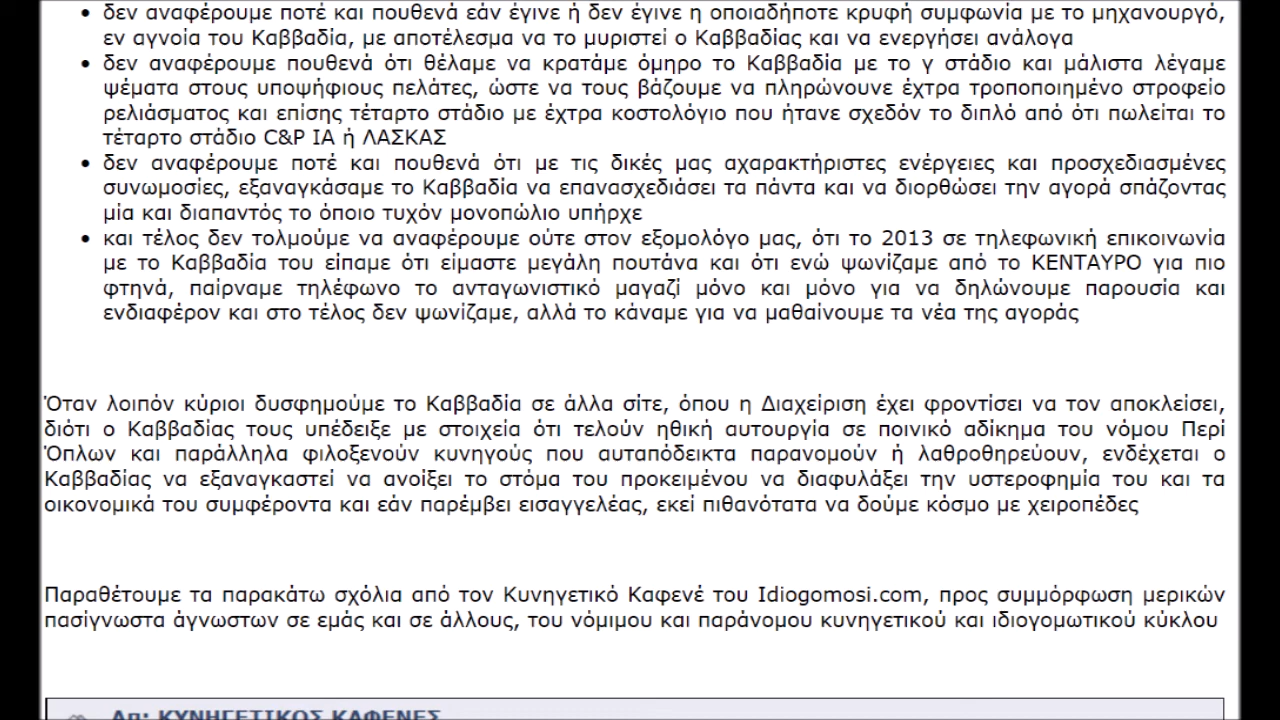 • δεν αναφέρουμε ποτέ και πουθενά εάν έγινε ή δεν έγινε η οποιαδήποτε κρυφή συμφωνία με το μηχανουργό,
εν αγνοία του Καββαδία, με αποτέλεσμα να το μυριστεί ο Καββαδίας και να ενεργήσει ανάλογα
• δεν αναφέρουμε πουθενά ότι θέλαμε να κρατάμε όμηρο το Καββαδία με το γ στάδιο και μάλιστα λέγαμε
ψέματα στους υποψήφιους πελάτες, ώστε να τους βάζουμε να πληρώνουνε έχτρα τροποποιημένο στροφείο
ρελιάσματος και επίσης τέταρτο στάδιο με έχτρα κοστολόγιο που ήτανε σχεδόν το διπλό από ότι πωλείται το
τέταρτο στάδιο C&P IA ή ΛΑΣΚΑΣ
• δεν αναφέρουμε ποτέ και πουθενά ότι με τις δικές μας αχαρακτήριστες ενέργειες και προσχεδιασμένες
συνωμοσίες, εξαναγκάσαμε το Καββαδία να επανασχεδιάσει τα πάντα και να διορθώσει την αγορά σπάζοντας
μία και διαπαντός το όποιο τυχόν μονοπώλιο υπήρχε
• και τέλος δεν τολμούμε να αναφέρουμε ούτε στον εξομολόγο μας, ότι το 2013 σε τηλεφωνική επικοινωνία
με το Καββαδία του είπαμε ότι είμαστε μεγάλη πουτάνα και ότι ενώ ψωνίζαμε από το ΚΕΝΤΑΥΡΟ για πιο
φτηνά, παίρναμε τηλέφωνο το ανταγωνιστικό μαγαζί μόνο και μόνο για να δηλώνουμε παρουσία και
ενδιαφέρον και στο τέλος δεν ψωνίζαμε, αλλά το κάναμε για να μαθαίνουμε τα νέα της αγοράς
Όταν λοιπόν κύριοι δυσφημούμε το Καββαδία σε άλλα σίτε, όπου η Διαχείριση έχει φροντίσει να τον αποκλείσει,
διότι ο Καββαδίας τους υπέδειξε με στοιχεία ότι τελούν ηθική αυτουργία σε ποινικό αδίκημα του νόμου Περί
Όπλων και παράλληλα φιλοξενούν κυνηγούς που αυταπόδεικτα παρανομούν ή λαθροθηρεύουν, ενδέχεται ο
Καββαδίας να εξαναγκαστεί να ανοίξει το στόμα του προκειμένου να διαφυλάξει την υστεροφημία του και τα
οικονομικά του συμφέροντα και εάν παρέμβει εισαγγελέας, εκεί πιθανότατα να δούμε κόσμο με χειροπέδες
Παραθέτουμε τα παρακάτω σχόλια από τον Κυνηγετικό Καφενέ του Idiogomosi.com, προς συμμόρφωση μερικών
πασίγνωστα άγνωστων σε εμάς και σε άλλους, του νόμιμου και παράνομου κυνηγετικού και ιδιογομωτικού κύκλου
Απ: ΚΥΝΗΓΕΤΙΚΟΣ ΚΑΦΕΝΕΣ